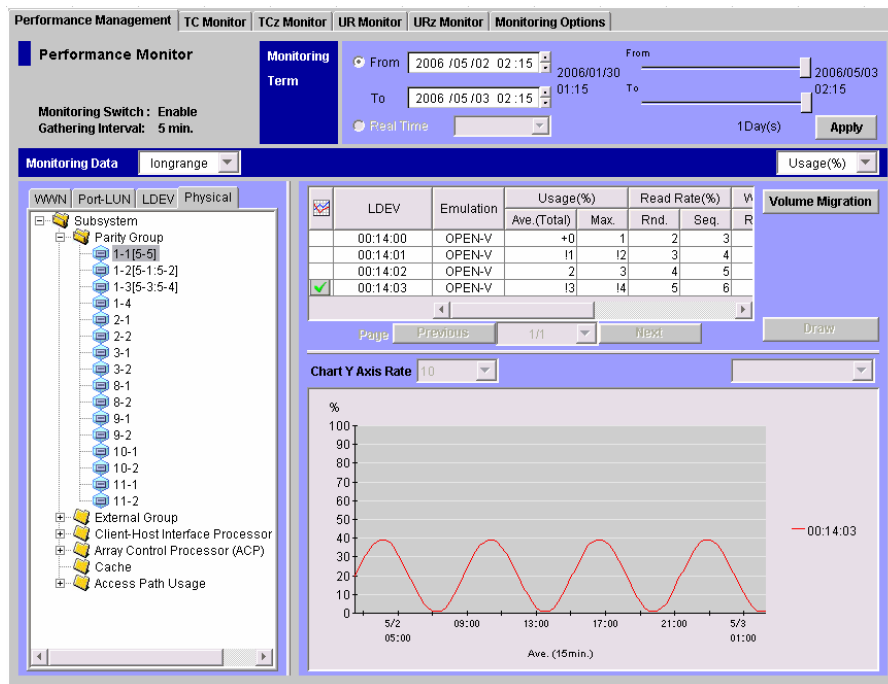 Performance Management TC Monitor TCz Monitor UR Monitor URz Monitor Monitoring Options
Performance Monitor
Monitoring Switch : Enable
Gathering Interval: 5 min.
Monitoring Term
From 2006 /05 /02 02 :15
To 2006 /05 /03 02 :15
Real Time
2006/01/30 01:15
From
To
2006/05/03 02:15
1Day(s) Apply
Monitoring Data longrange Usage(%)
WWN Port-LUN LDEV Physical
Subsystem
Parity Group
1-1[5-5]
1-2[5-1:5-2]
1-3[5-3:5-4]
1-4
2-1
2-2
3-1
3-2
8-1
8-2
9-1
9-2
10-1
10-2
11-1
11-2
External Group
Client-Host Interface Processor
Array Control Processor (ACP)
Cache
Access Path Usage
LDEV Emulation Usage(%) Read Rate(%) W
Ave.(Total) Max. Rnd. Seq. R
00:14:00 OPEN-V +0 1 2 3
00:14:01 OPEN-V !1 !2 3 4
00:14:02 OPEN-V 2 3 4 5
00:14:03 OPEN-V !3 !4 5 6
Volume Migration
Page Previous 1/1 Next Draw
Chart Y Axis Rate 10
%
100
90
80
70
60
50
40
30
20
10
0
5/2 05:00 09:00 13:00 17:00 21:00 5/3 01:00
Ave. (15min.)
00:14:03